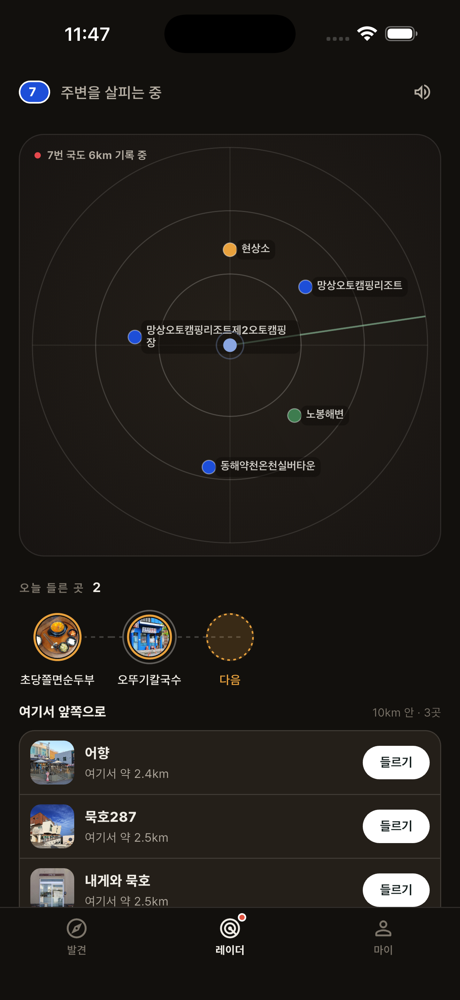 11:47
7 주변을 살피는 중
7번 국도 6km 기록 중
현상소
망상오토캠핑리조트
망상오토캠핑리조트제2오토캠핑
장
노봉해변
동해약천온천실버타운
오늘 들른 곳 2
오뚜기칼국수
초당쫄면순두부
오뚜기칼국수
다음
여기서 앞쪽으로
10km 안 · 3곳
어향
여기서 약 2.4km
들르기
묵호287
여기서 약 2.5km
들르기
내게와 묵호
여기서 약 2.5km
들르기
발견
레이더
마이